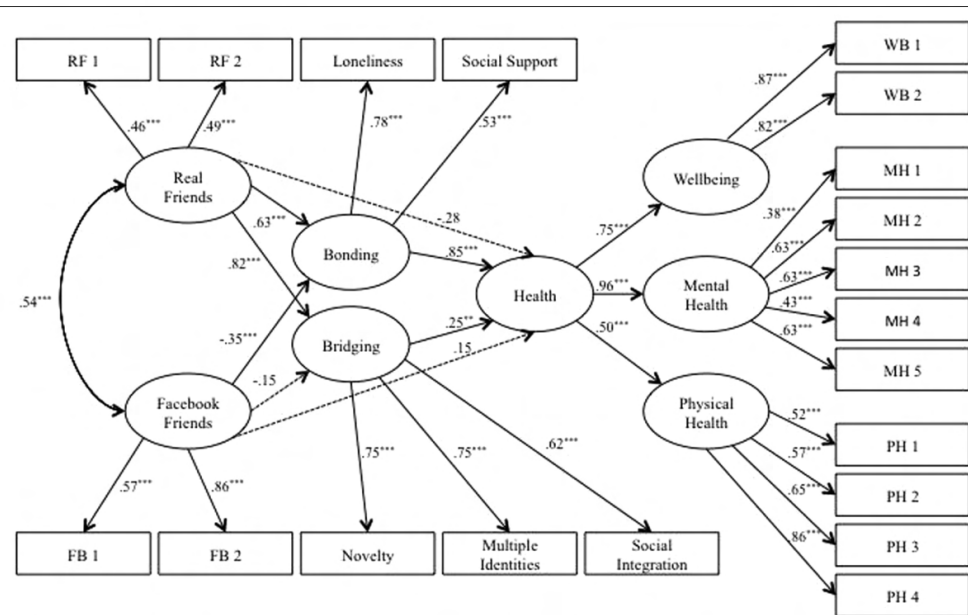 RF 1
RF 2
Loneliness
Social Support
WB 1
WB 2
.46***
.49***
.78***
.53***
.87***
.82***
Real
Friends
Wellbeing
MH 1
MH 2
MH 3
MH 4
MH 5
.63***
-.28
.75***
.38***
.63***
.63***
.43***
.63***
.82***
Bonding
.85***
Health
.96***
Mental
Health
.54***
-.35***
Bridging
.25**
.15
.50***
-.15
Facebook
Friends
Physical
Health
.52***
.57***
.65***
.86***
PH 1
PH 2
PH 3
PH 4
.57***
.86***
.75***
.75***
.62***
FB 1
FB 2
Novelty
Multiple
Identities
Social
Integration